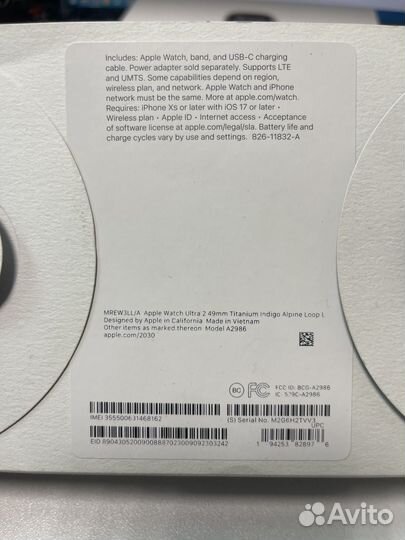 Includes: Apple Watch, band, and USB-C charging
cable. Power adapter sold separately. Supports LTE
and UMTS. Some capabilities depend on region,
wireless plan, and network. Apple Watch and iPhone
network must be the same. More at apple.com/watch.
Requires: iPhone Xs or later with iOS 17 or later •
Wireless plan • Apple ID • Internet access • Acceptance
of software license at apple.com/legal/sla. Battery life and
charge cycles vary by use and settings. 826-11832-A
MREW3LL/A Apple Watch Ultra 2 49mm Titanium Indigo Alpine Loop L
Designed by Apple in California Made in Vietnam
Other items as marked thereon Model A2986
apple.com/2030
BC FC FCC ID: BCG-A2986
IC: 579C-A2986
IMEI 355500631468162
(S) Serial No. M2G6H2TVV3
UPC
EID 89043052009008887023009092303242
1 94253 82897 6
Avito